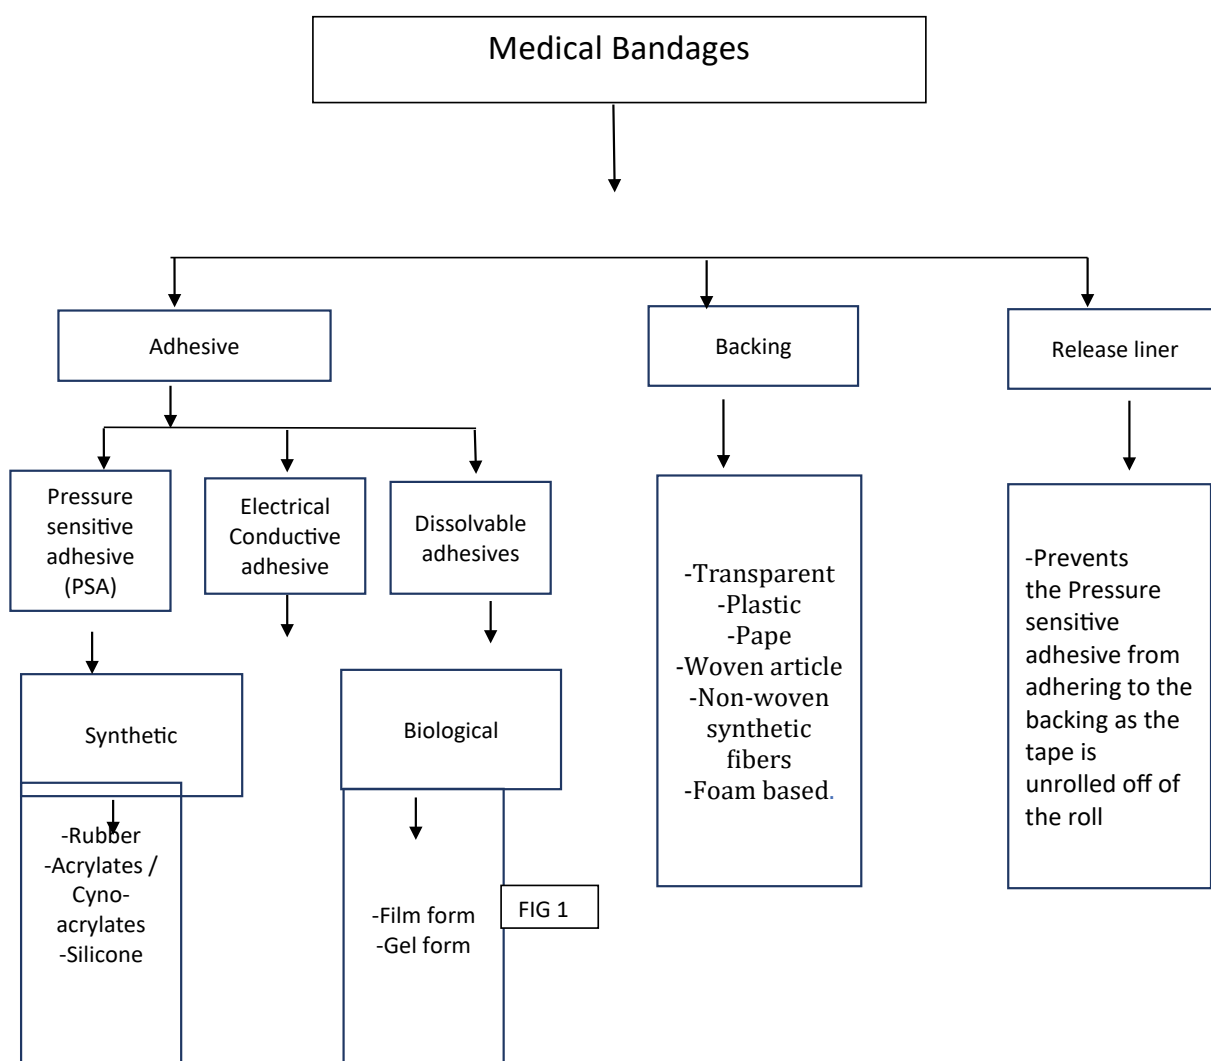 Medical Bandages
Adhesive
Backing
Release liner
Pressure
sensitive
adhesive
(PSA)
Electrical
Conductive
adhesive
Dissolvable
adhesives
-Transparent
-Plastic
-Pape
-Woven article
-Non-woven
synthetic
fibers
-Foam based.
-Prevents
the Pressure
sensitive
adhesive from
adhering to the
backing as the
tape is
unrolled off of
the roll
Synthetic
Biological
-Rubber
-Acrylates /
Cyno-
acrylates
-Silicone
-Film form
-Gel form
FIG 1